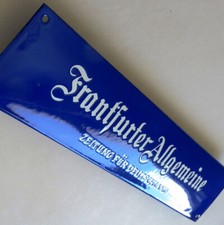 Frankfurter Allgemeine
ZEITUNG FÜR DEUTSCHLAND